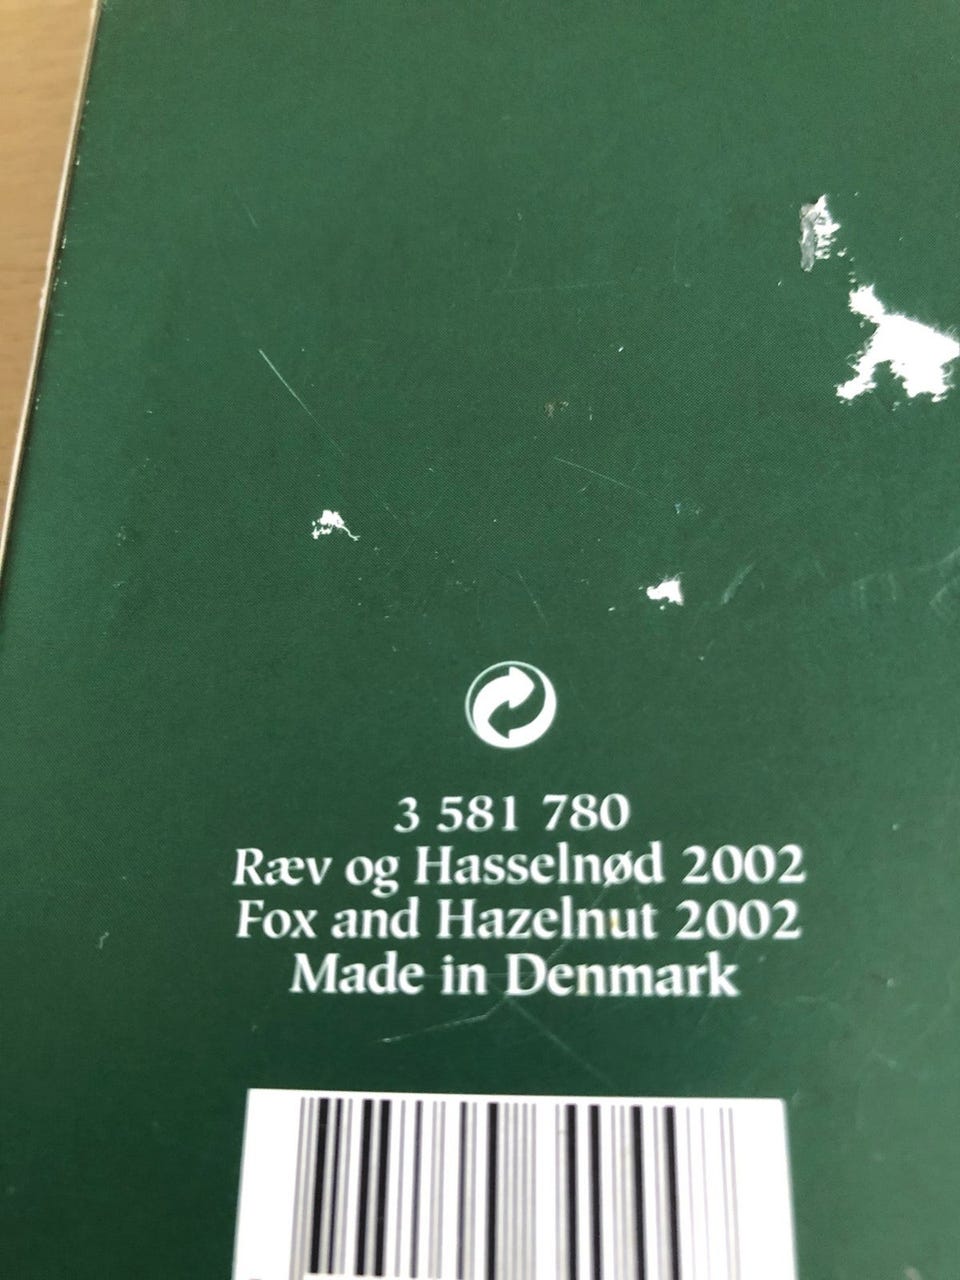 3 581 780
Ræv og Hasselnød 2002
Fox and Hazelnut 2002
Made in Denmark